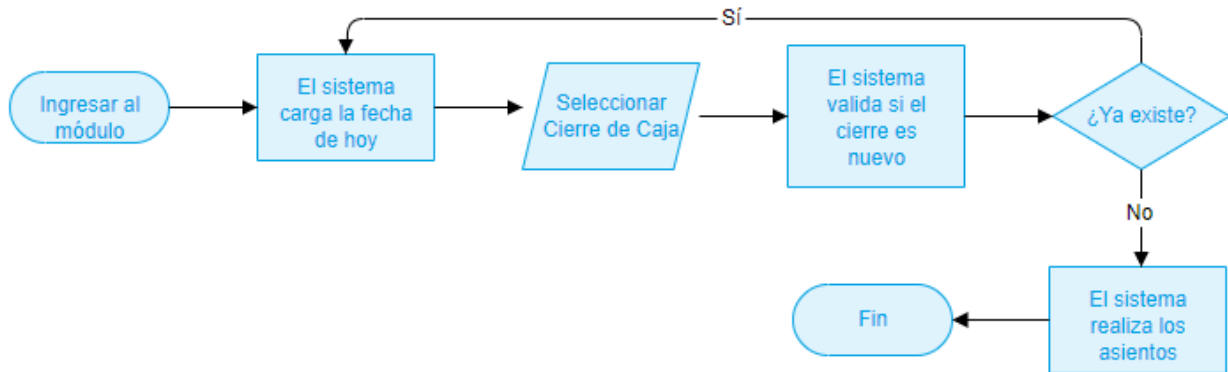 Sí
Ingresar al
módulo
El sistema
carga la fecha
de hoy
Seleccionar
Cierre de Caja
El sistema
valida si el
cierre es
nuevo
¿Ya existe?
No
El sistema
realiza los
asientos
Fin